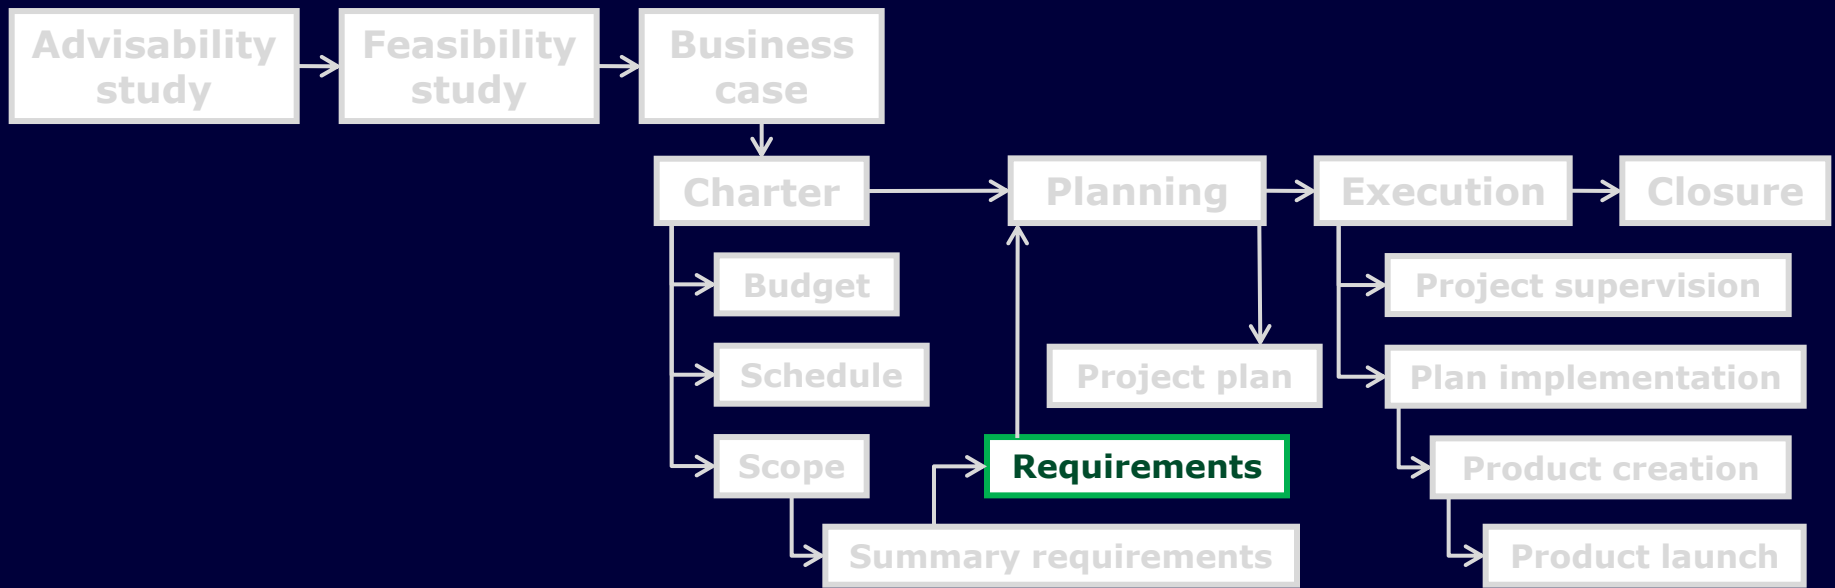 Advisability
study
Feasibility
study
Business
case
Charter
Planning
Execution
Closure
Budget
Project supervision
Schedule
Project plan
Plan implementation
Scope
Requirements
Product creation
Summary requirements
Product launch